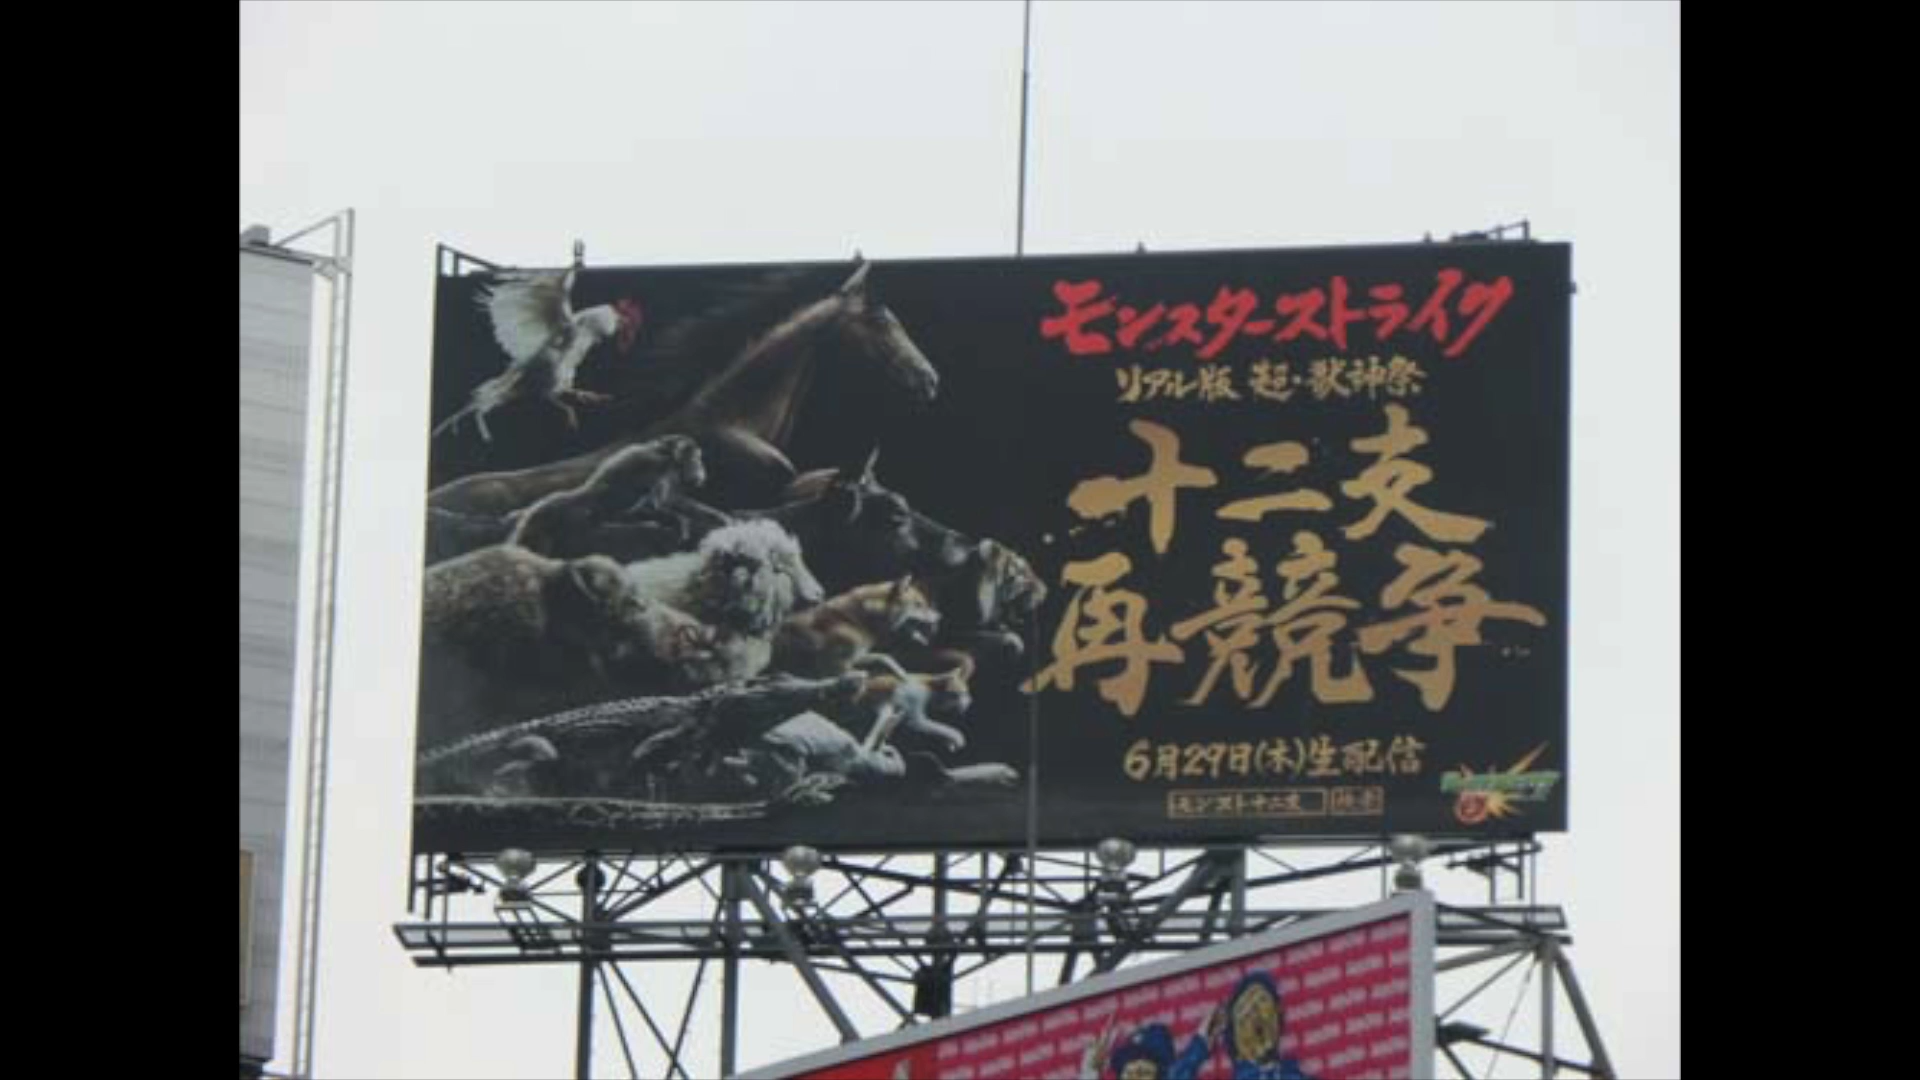 モンスターストライク
リアル版 超・獣神祭
十二支
再競争
6月29日(木)生配信
モンスト十二支 検索